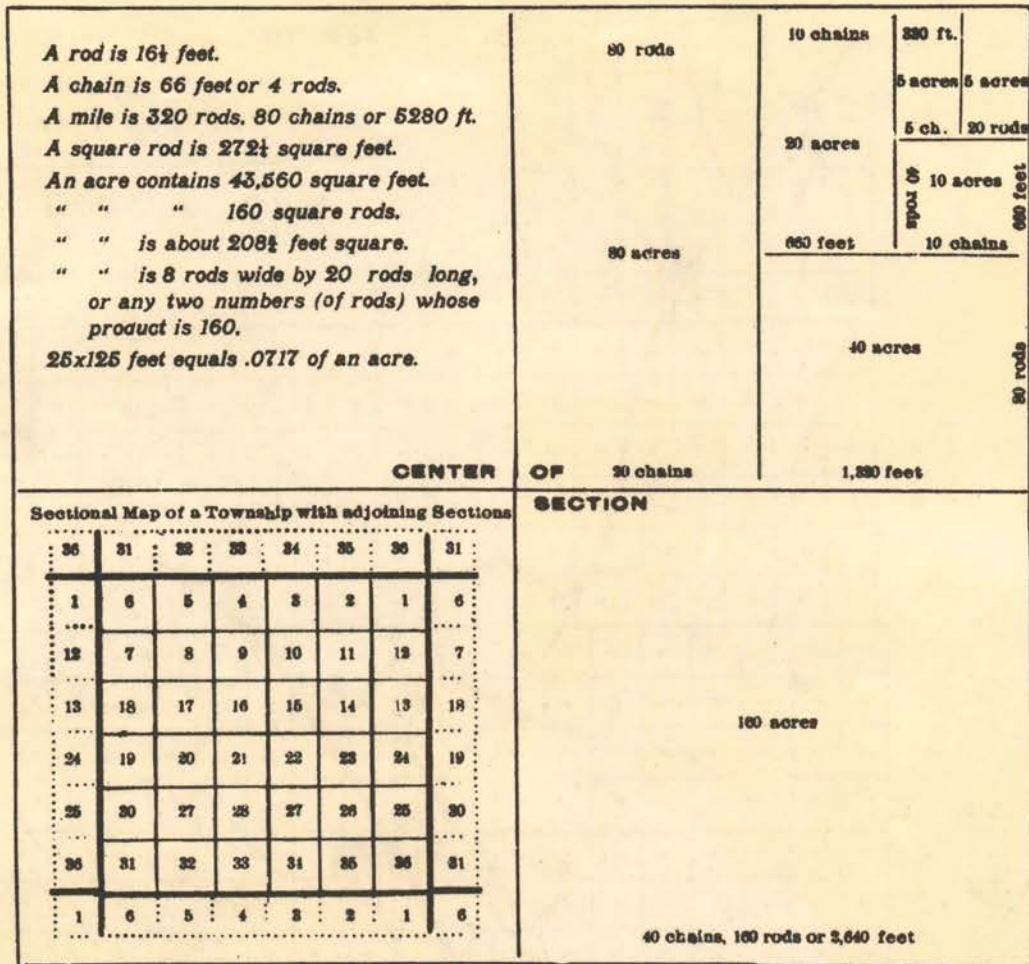 A rod is 16½ feet.
A chain is 66 feet or 4 rods.
A mile is 320 rods, 80 chains or 5280 ft.
A square rod is 272¼ square feet.
An acre contains 43,560 square feet.
“ “ “ 160 square rods.
“ “ is about 208¾ feet square.
“ “ is 8 rods wide by 20 rods long,
or any two numbers (of rods) whose
product is 160.
25x125 feet equals .0717 of an acre.
80 rods
80 acres
20 chains
10 chains
20 acres
660 feet
330 ft.
5 acres
5 acres
5 ch.
20 rods
40 rods
10 acres
660 feet
10 chains
40 acres
80 rods
1,320 feet
CENTER OF
SECTION
160 acres
40 chains, 160 rods or 2,640 feet
Sectional Map of a Township with adjoining Sections
36 31 32 33 34 35 36 31
1 6 5 4 3 2 1 6
12 7 8 9 10 11 12 7
13 18 17 16 15 14 13 18
24 19 20 21 22 23 24 19
25 30 27 28 27 26 25 30
36 31 32 33 34 35 36 31
1 6 5 4 3 2 1 6